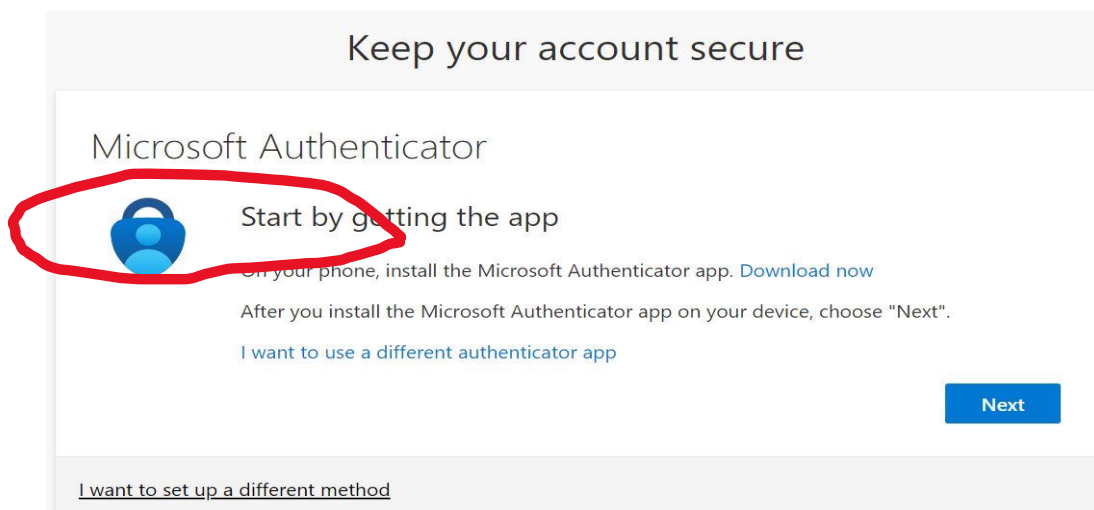 Keep your account secure
Microsoft Authenticator
Start by getting the app
On your phone, install the Microsoft Authenticator app. Download now
After you install the Microsoft Authenticator app on your device, choose "Next".
I want to use a different authenticator app
Next
I want to set up a different method